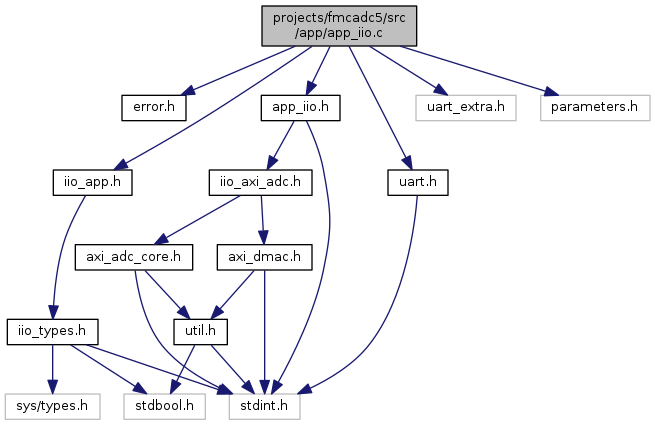 projects/fmcadc5/src
/app/app_iio.c
error.h
app_iio.h
uart_extra.h
parameters.h
iio_app.h
iio_axi_adc.h
uart.h
axi_adc_core.h
axi_dmac.h
iio_types.h
util.h
sys/types.h
stdbool.h
stdint.h